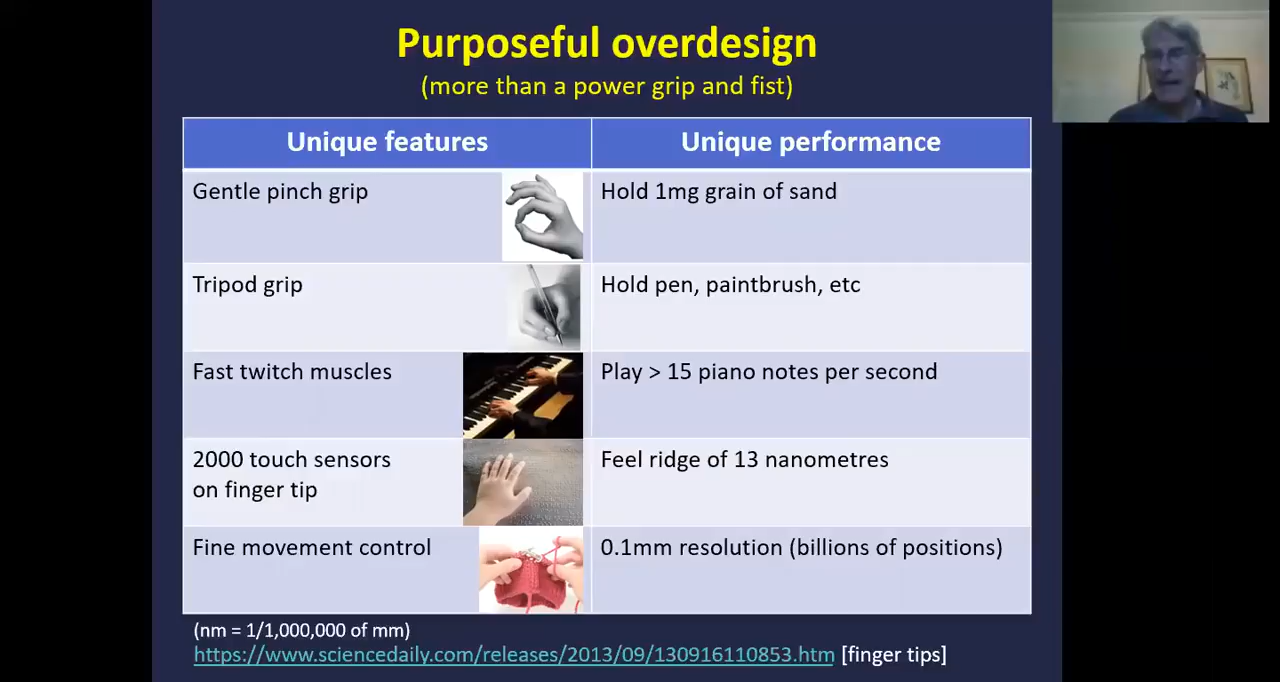 Purposeful overdesign
(more than a power grip and fist)
Unique features
Unique performance
Gentle pinch grip
Hold 1mg grain of sand
Tripod grip
Hold pen, paintbrush, etc
Fast twitch muscles
Play > 15 piano notes per second
2000 touch sensors
on finger tip
Feel ridge of 13 nanometres
Fine movement control
0.1mm resolution (billions of positions)
(nm = 1/1,000,000 of mm)
https://www.sciencedaily.com/releases/2013/09/130916110853.htm [finger tips]